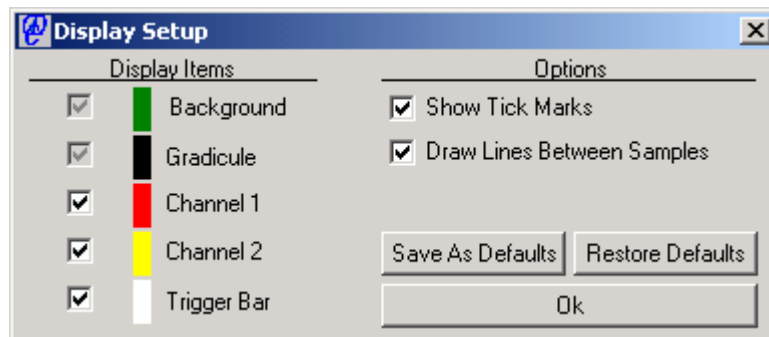 Display Setup
Display Items
Background
Gradicule
Channel 1
Channel 2
Trigger Bar
Options
Show Tick Marks
Draw Lines Between Samples
Save As Defaults
Restore Defaults
Ok